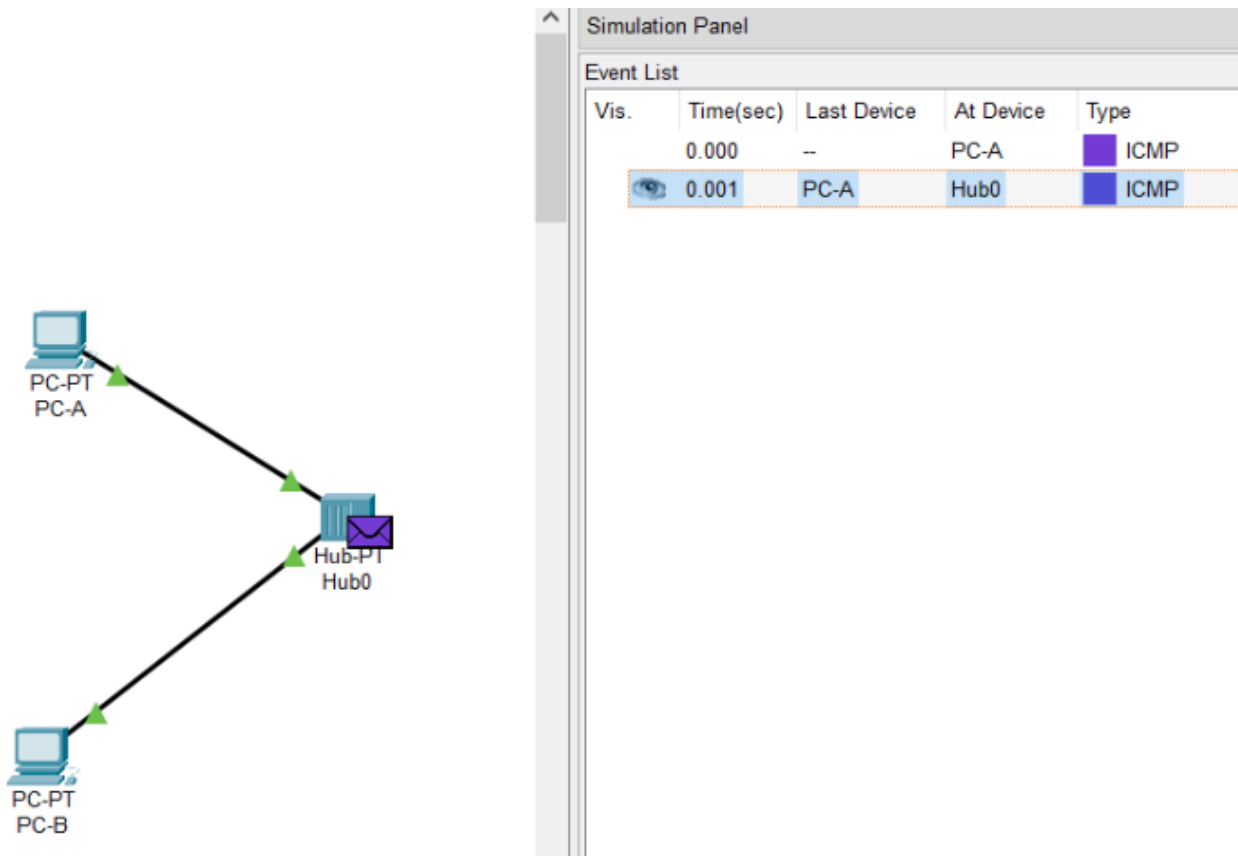 Simulation Panel
Event List
Vis. Time(sec) Last Device At Device Type
0.000 -- PC-A ICMP
0.001 PC-A Hub0 ICMP
PC-PT
PC-A
Hub-PT
Hub0
PC-PT
PC-B